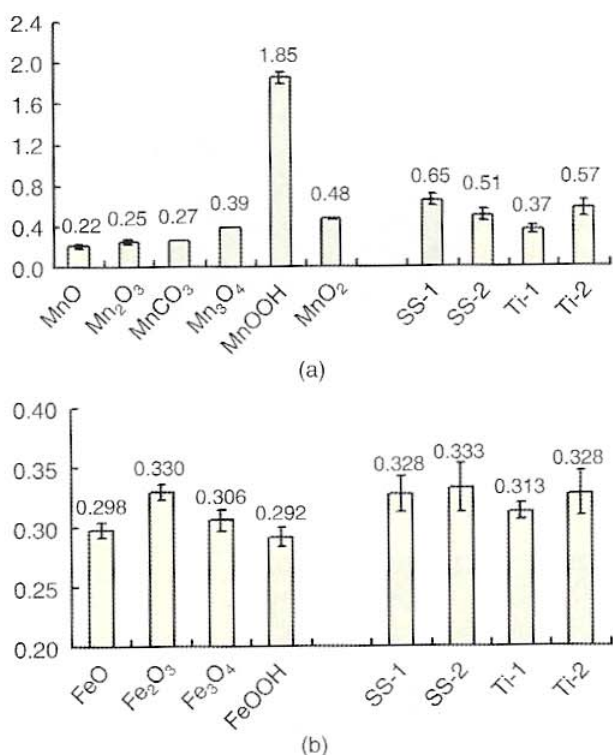 2.4
2.0
1.6
1.2
0.8
0.4
0.0
0.22
0.25
0.27
0.39
1.85
0.48
0.65
0.51
0.37
0.57
MnO
Mn₂O₃
MnCO₃
Mn₃O₄
MnOOH
MnO₂
SS-1
SS-2
Ti-1
Ti-2
(a)
0.40
0.35
0.30
0.25
0.20
0.298
0.330
0.306
0.292
0.328
0.333
0.313
0.328
FeO
Fe₂O₃
Fe₃O₄
FeOOH
SS-1
SS-2
Ti-1
Ti-2
(b)